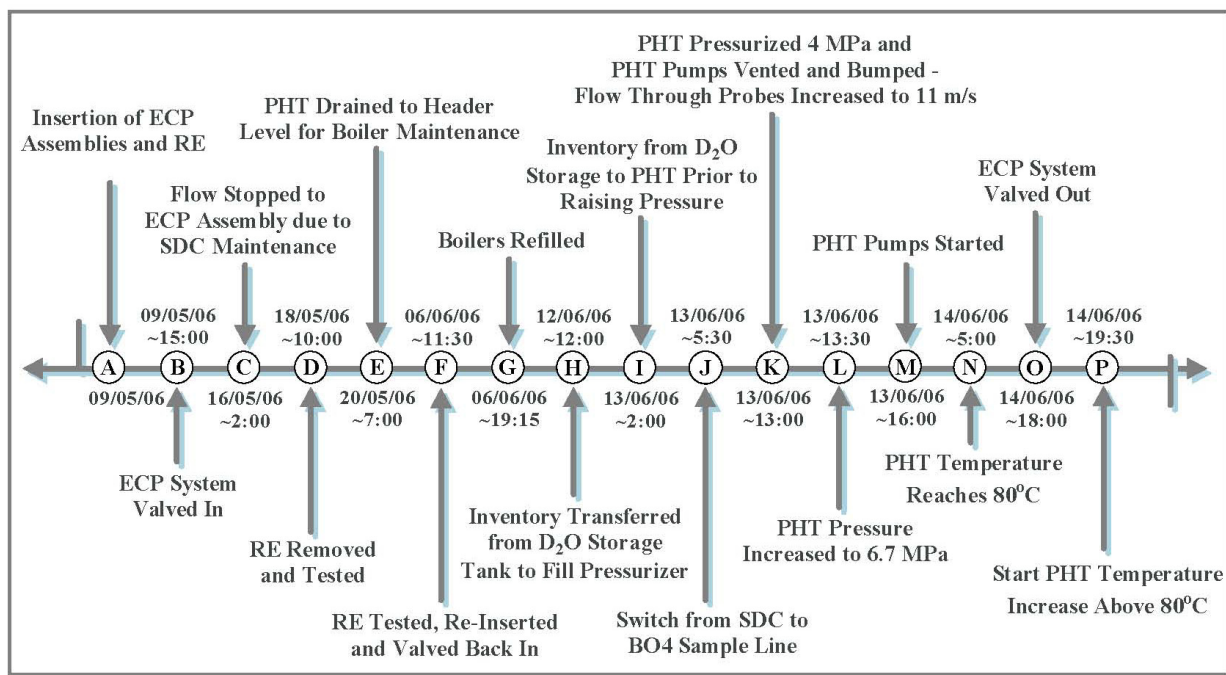 PHT Pressurized 4 MPa and
PHT Pumps Vented and Bumped -
Flow Through Probes Increased to 11 m/s
Insertion of ECP
Assemblies and RE
PHT Drained to Header
Level for Boiler Maintenance
Inventory from D₂O
Storage to PHT Prior to
Raising Pressure
ECP System
Valved Out
Flow Stopped to
ECP Assembly due to
SDC Maintenance
Boilers Refilled
PHT Pumps Started
09/05/06
~15:00
18/05/06
~10:00
06/06/06
~11:30
12/06/06
~12:00
13/06/06
~5:30
13/06/06
~13:30
14/06/06
~5:00
14/06/06
~19:30
A B C D E F G H I J K L M N O P
09/05/06
16/05/06
~2:00
20/05/06
~7:00
06/06/06
~19:15
13/06/06
~2:00
13/06/06
~13:00
13/06/06
~16:00
14/06/06
~18:00
ECP System
Valved In
RE Removed
and Tested
RE Tested, Re-Inserted
and Valved Back In
Inventory Transferred
from D₂O Storage
Tank to Fill Pressurizer
Switch from SDC to
BO4 Sample Line
PHT Pressure
Increased to 6.7 MPa
PHT Temperature
Reaches 80°C
Start PHT Temperature
Increase Above 80°C